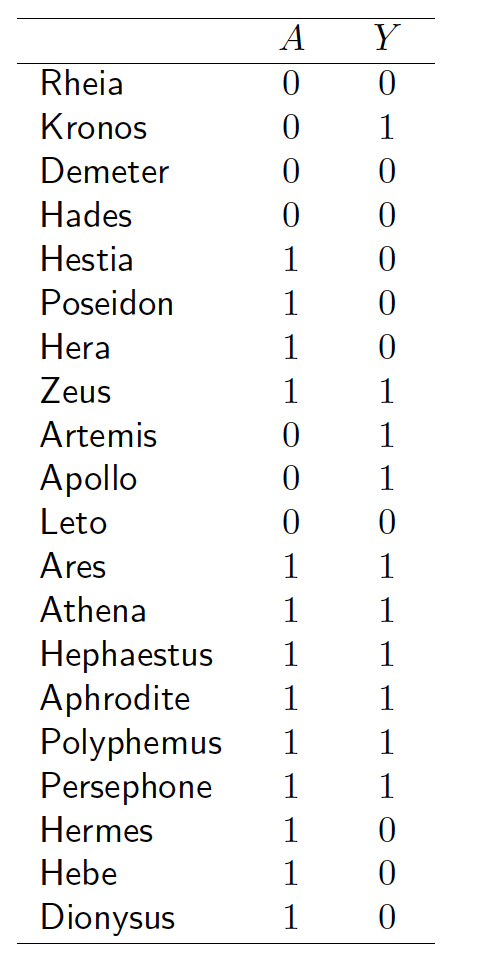 A Y
Rheia 0 0
Kronos 0 1
Demeter 0 0
Hades 0 0
Hestia 1 0
Poseidon 1 0
Hera 1 0
Zeus 1 1
Artemis 0 1
Apollo 0 1
Leto 0 0
Ares 1 1
Athena 1 1
Hephaestus 1 1
Aphrodite 1 1
Polyphemus 1 1
Persephone 1 1
Hermes 1 0
Hebe 1 0
Dionysus 1 0